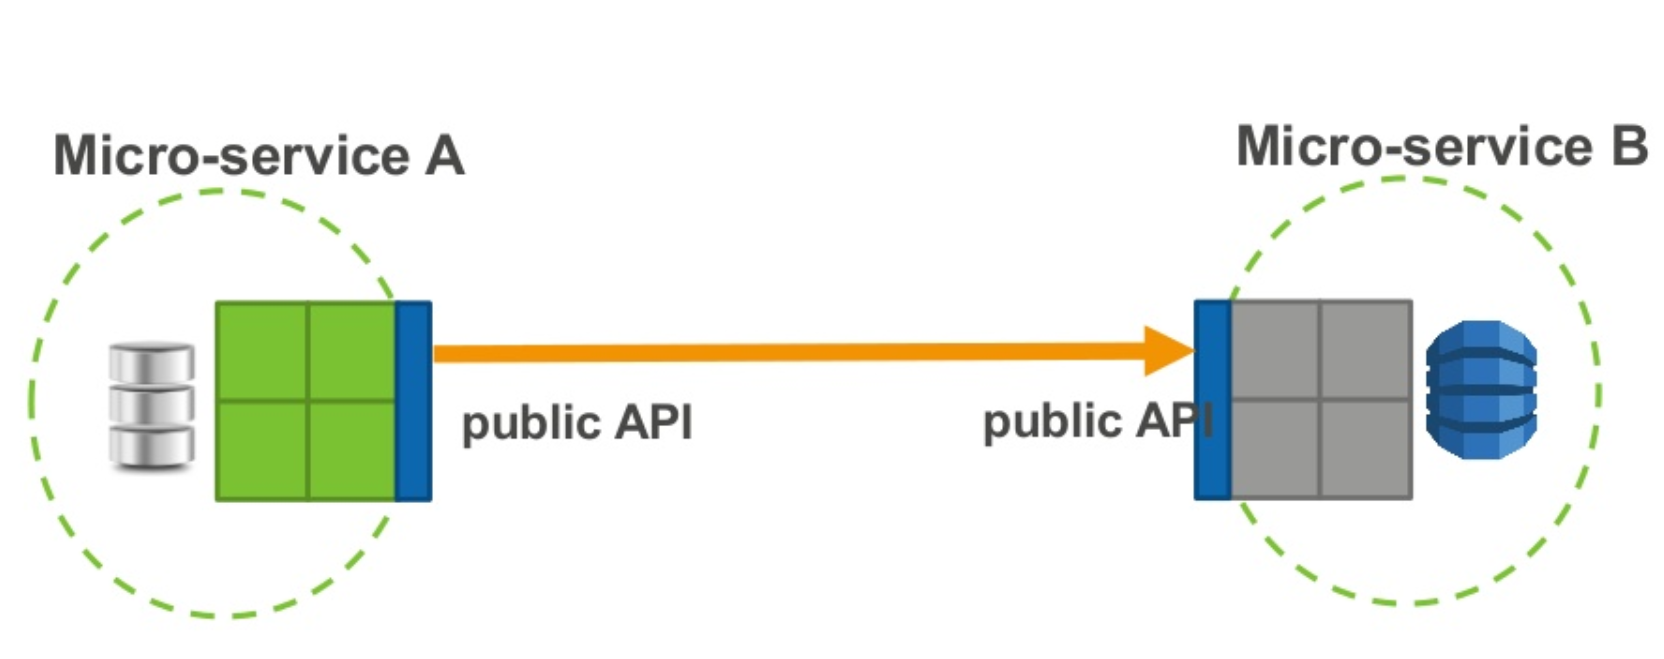 Micro-service A
Micro-service B
public API
public API